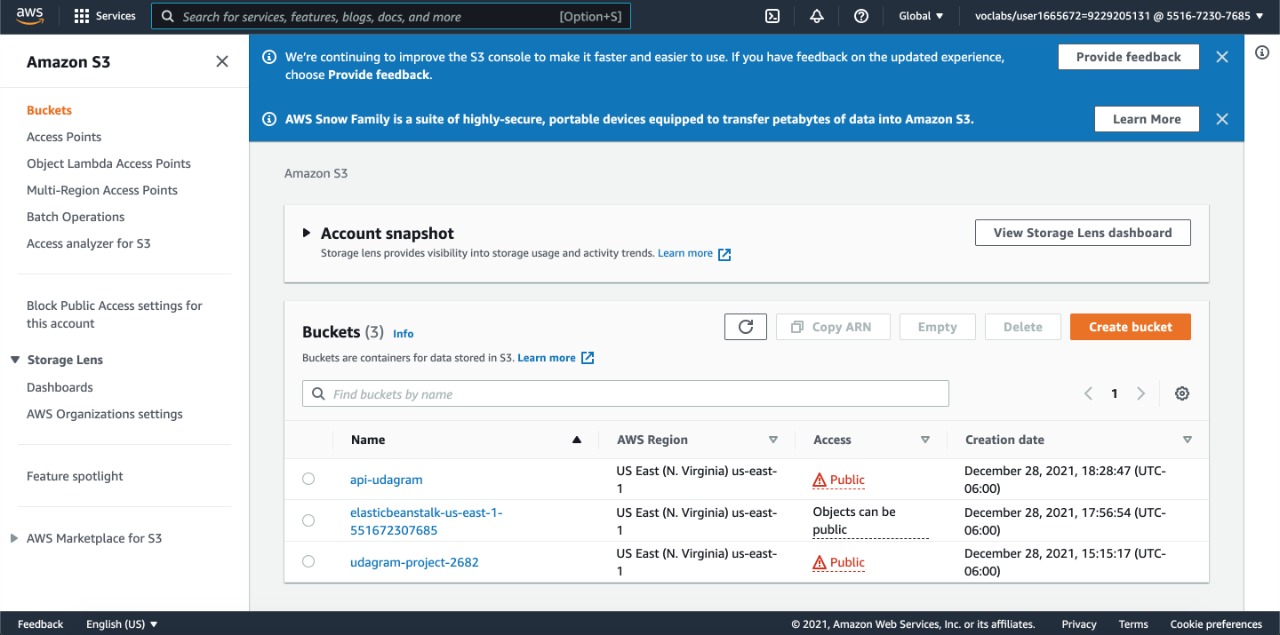 aws
Services
Search for services, features, blogs, docs, and more
[Option+S]
Global
voclabs/user1665672=9229205131 @ 5516-7230-7685
Amazon S3
Buckets
Access Points
Object Lambda Access Points
Multi-Region Access Points
Batch Operations
Access analyzer for S3
Block Public Access settings for
this account
Storage Lens
Dashboards
AWS Organizations settings
Feature spotlight
AWS Marketplace for S3
We're continuing to improve the S3 console to make it faster and easier to use. If you have feedback on the updated experience,
choose Provide feedback.
Provide feedback
AWS Snow Family is a suite of highly-secure, portable devices equipped to transfer petabytes of data into Amazon S3.
Learn More
Amazon S3
Account snapshot
Storage lens provides visibility into storage usage and activity trends. Learn more
View Storage Lens dashboard
Buckets (3) Info
Buckets are containers for data stored in S3. Learn more
Copy ARN
Empty
Delete
Create bucket
Find buckets by name
1
Name
AWS Region
Access
Creation date
api-udagram
US East (N. Virginia) us-east-
1
Public
December 28, 2021, 18:28:47 (UTC-
06:00)
elasticbeanstalk-us-east-1-
551672307685
US East (N. Virginia) us-east-
1
Objects can be
public
December 28, 2021, 17:56:54 (UTC-
06:00)
udagram-project-2682
US East (N. Virginia) us-east-
1
Public
December 28, 2021, 15:15:17 (UTC-
06:00)
Feedback
English (US)
© 2021, Amazon Web Services, Inc. or its affiliates.
Privacy
Terms
Cookie preferences